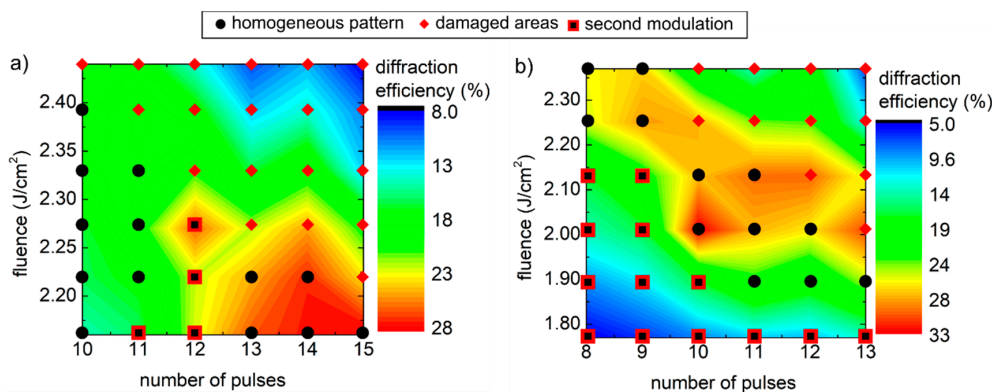 homogeneous pattern damaged areas second modulation
a)
diffraction
efficiency (%)
8.0
13
18
23
28
fluence (J/cm²)
2.40
2.35
2.30
2.25
2.20
10 11 12 13 14 15
number of pulses
b)
diffraction
efficiency (%)
5.0
9.6
14
19
24
28
33
fluence (J/cm²)
2.30
2.20
2.10
2.00
1.90
1.80
8 9 10 11 12 13
number of pulses